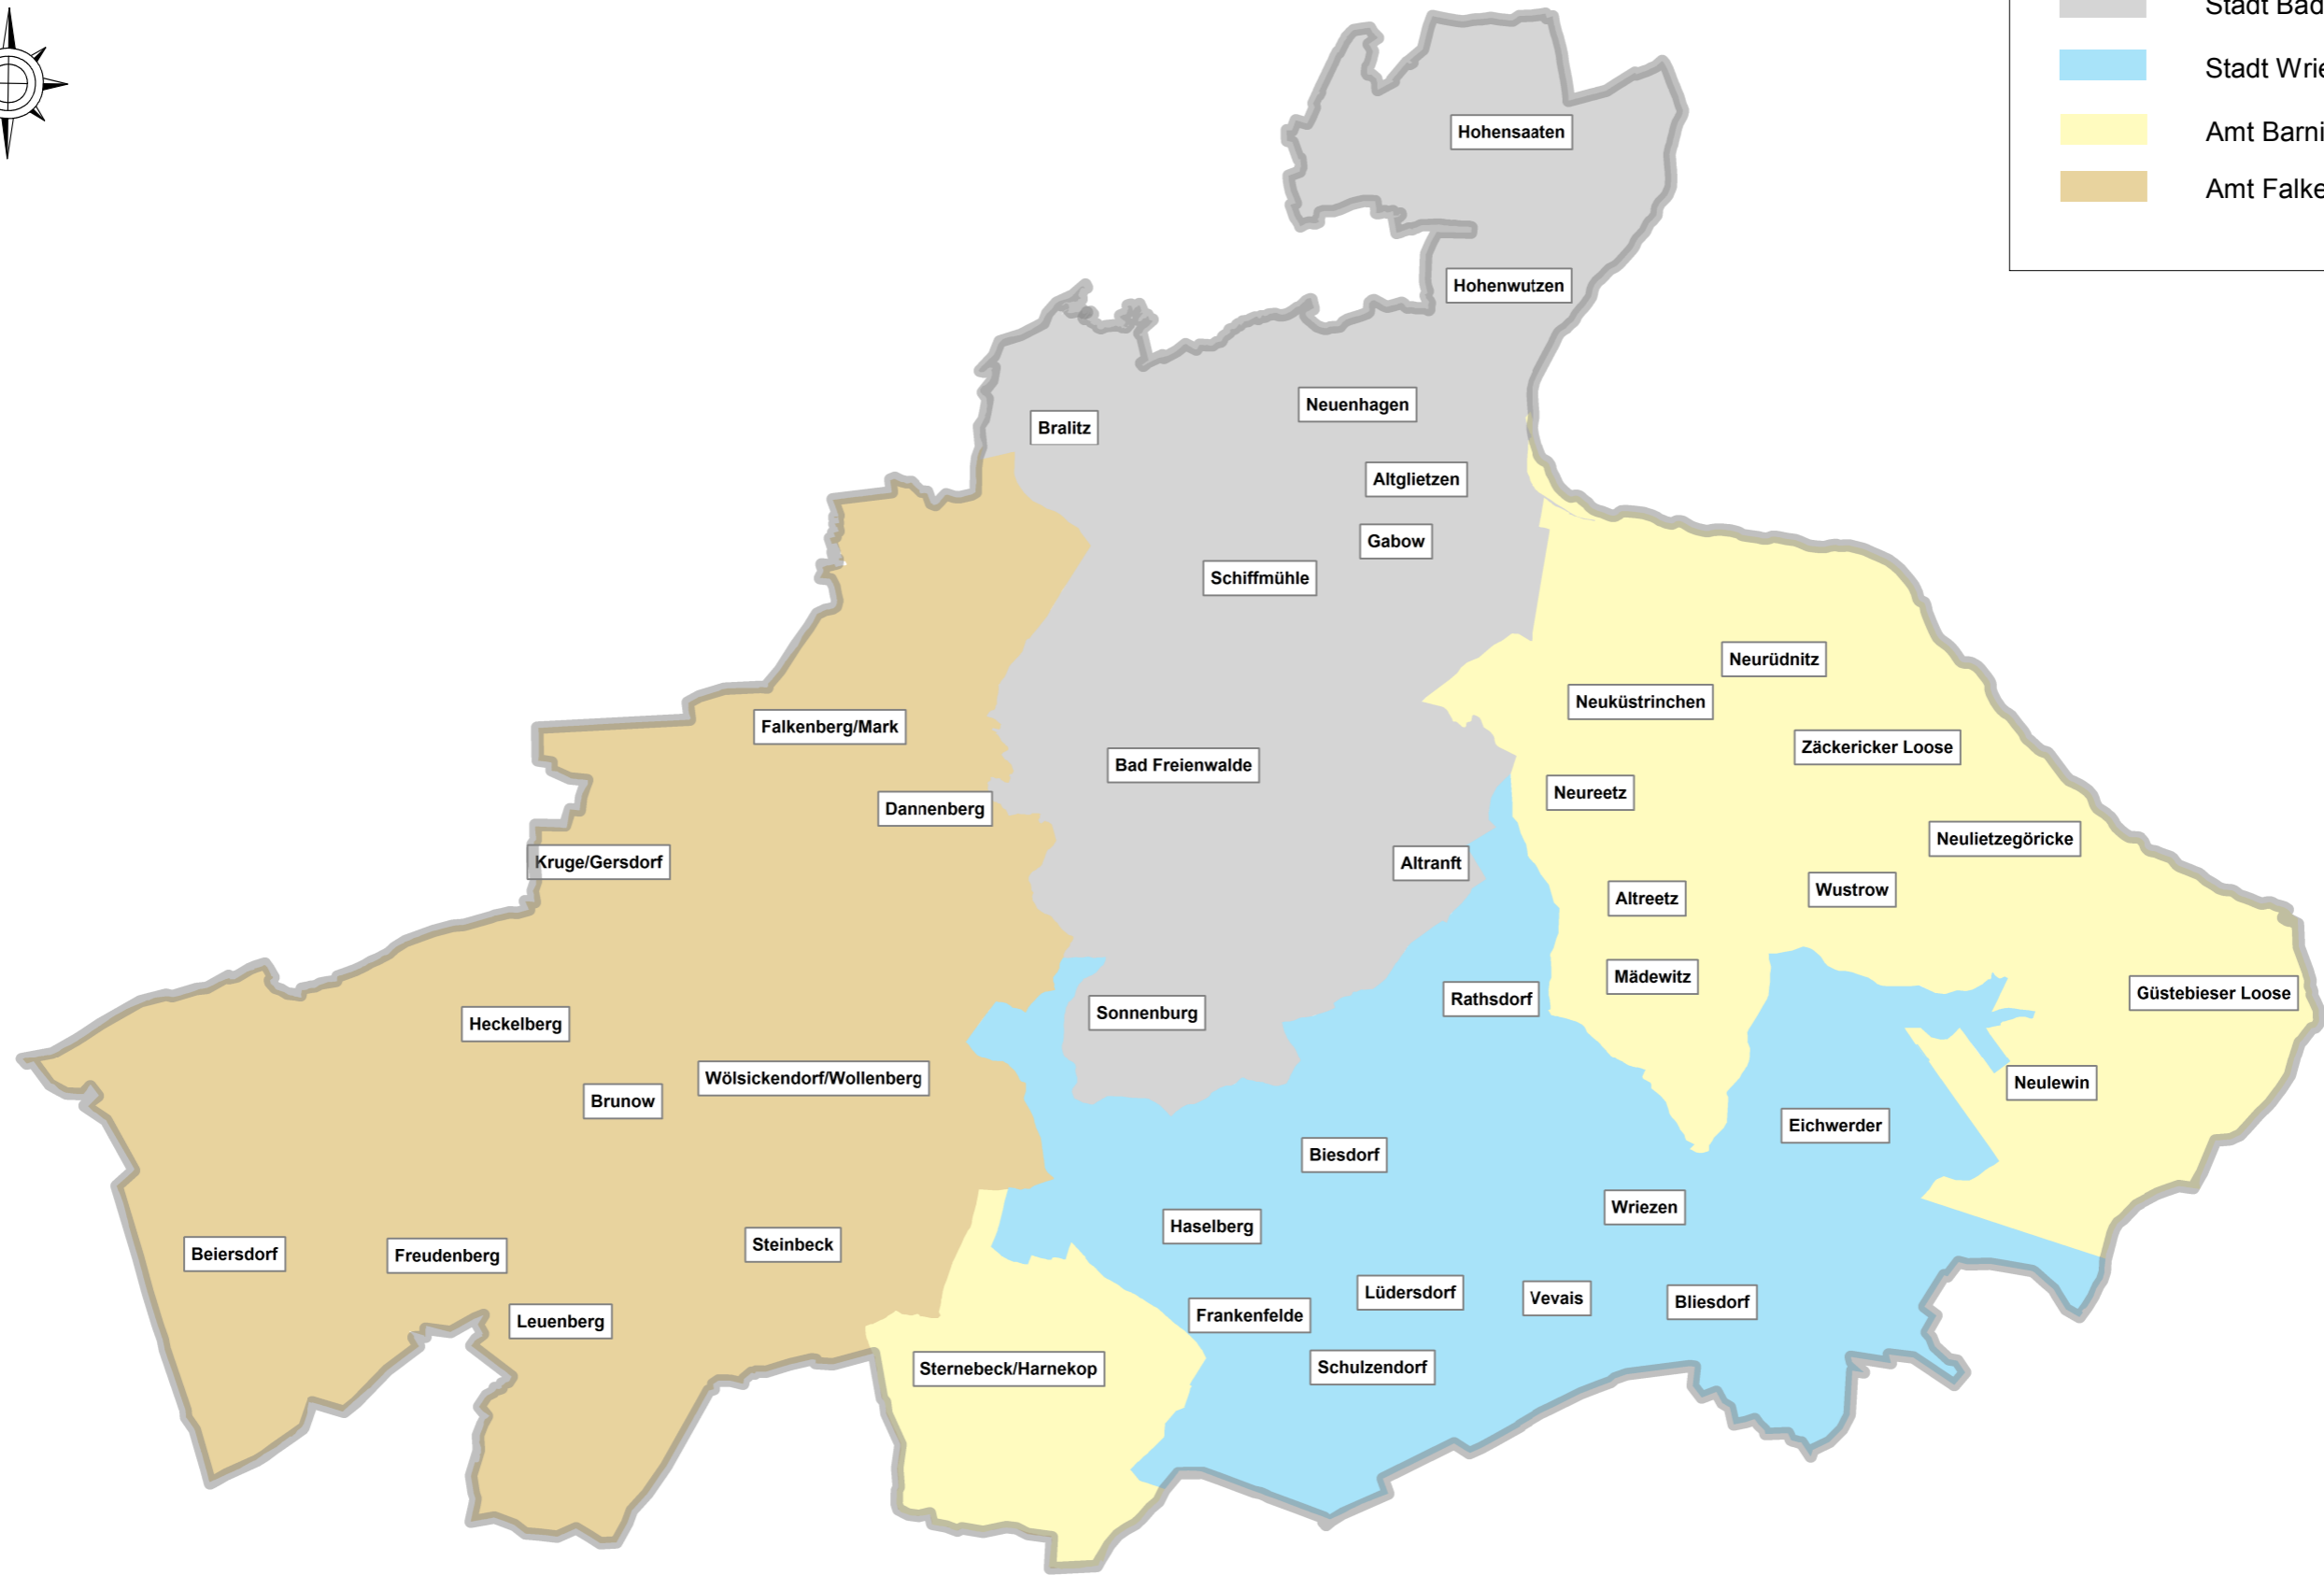 Stadt Bad
Stadt Wrie
Amt Barni
Amt Falke
Hohensaaten
Hohenwutzen
Neuenhagen
Bralitz
Altglietzen
Gabow
Schiffmühle
Neurüdnitz
Neuküstrinchen
Falkenberg/Mark
Zäckericker Loose
Bad Freienwalde
Neureetz
Dannenberg
Neulietzegöricke
Kruge/Gersdorf
Altranft
Wustrow
Altreetz
Mädewitz
Güstebieser Loose
Rathsdorf
Sonnenburg
Heckelberg
Wölsickendorf/Wollenberg
Neulewin
Brunow
Eichwerder
Biesdorf
Wriezen
Haselberg
Steinbeck
Beiersdorf
Freudenberg
Lüdersdorf
Vevais
Bliesdorf
Frankenfelde
Leuenberg
Schulzendorf
Sternebeck/Harnekop